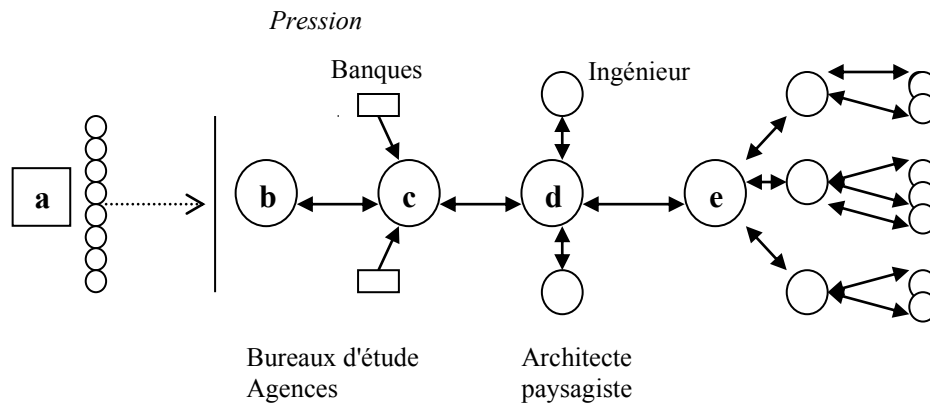 Pression
Banques
Ingénieur
a
b
c
d
e
Bureaux d'étude
Agences
Architecte
paysagiste